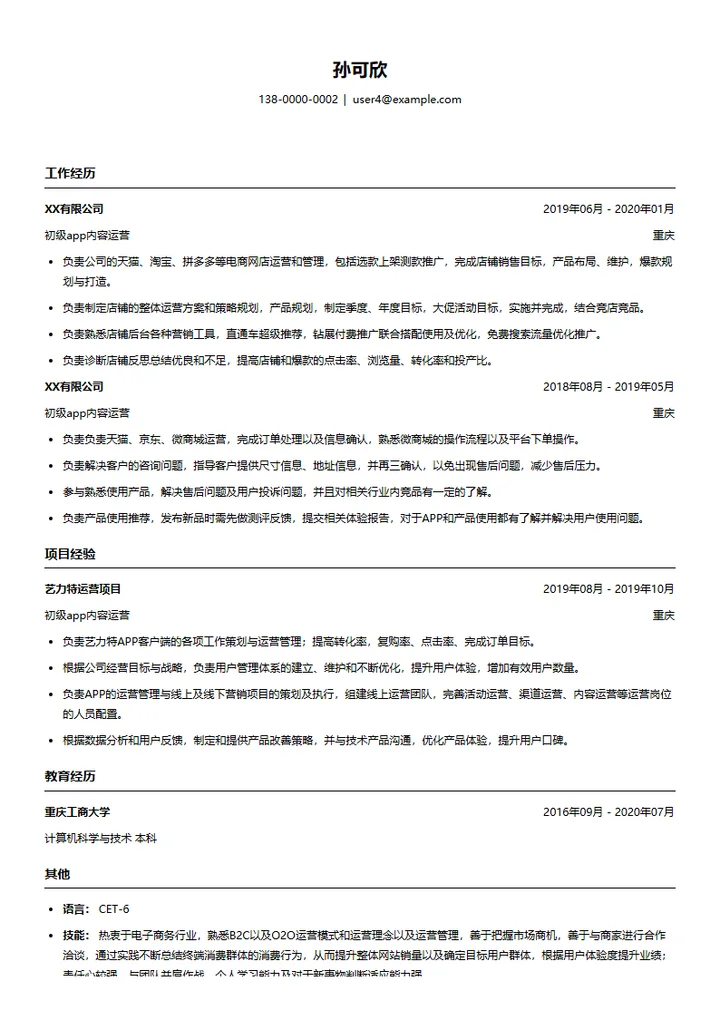 孙可欣
138-0000-0002 | user4@example.com
工作经历
XX有限公司 2019年06月 - 2020年01月
初级app内容运营 重庆
• 负责公司的天猫、淘宝、拼多多等电商网店运营和管理，包括选款上架测款推广，完成店铺销售目标，产品布局、维护，爆款规
划与打造。
• 负责制定店铺的整体运营方案和策略规划，产品规划，制定季度、年度目标，大促活动目标，实施并完成，结合竞店竞品。
• 负责熟悉店铺后台各种营销工具，直通车超级推荐，钻展付费推广联合搭配使用及优化，免费搜索流量优化推广。
• 负责诊断店铺反思总结优良和不足，提高店铺和爆款的点击率、浏览量、转化率和投产比。
XX有限公司 2018年08月 - 2019年05月
初级app内容运营 重庆
• 负责负责天猫、京东、微商城运营，完成订单处理以及信息确认，熟悉微商城的操作流程以及平台下单操作。
• 负责解决客户的咨询问题，指导客户提供尺寸信息、地址信息，并再三确认，以免出现售后问题，减少售后压力。
• 参与熟悉使用产品，解决售后问题及用户投诉问题，并且对相关行业内竞品有一定的了解。
• 负责产品使用推荐，发布新品时需先做测评反馈，提交相关体验报告，对于APP和产品使用都有了解并解决用户使用问题。
项目经验
艺力特运营项目 2019年08月 - 2019年10月
初级app内容运营 重庆
• 负责艺力特APP客户端的各项工作策划与运营管理；提高转化率，复购率、点击率、完成订单目标。
• 根据公司经营目标与战略，负责用户管理体系的建立、维护和不断优化，提升用户体验，增加有效用户数量。
• 负责APP的运营管理与线上及线下营销项目的策划及执行，组建线上运营团队，完善活动运营、渠道运营、内容运营等运营岗位
的人员配置。
• 根据数据分析和用户反馈，制定和提供产品改善策略，并与技术产品沟通，优化产品体验，提升用户口碑。
教育经历
重庆工商大学 2016年09月 - 2020年07月
计算机科学与技术 本科
其他
• 语言： CET-6
• 技能： 热衷于电子商务行业，熟悉B2C以及O2O运营模式和运营理念以及运营管理，善于把握市场商机，善于与商家进行合作
洽谈，通过实践不断总结终端消费群体的消费行为，从而提升整体网站销量以及确定目标用户群体，根据用户体验度提升业绩；
责任心较强，与团队并肩作战，个人学习能力及对于新事物判断适应能力强